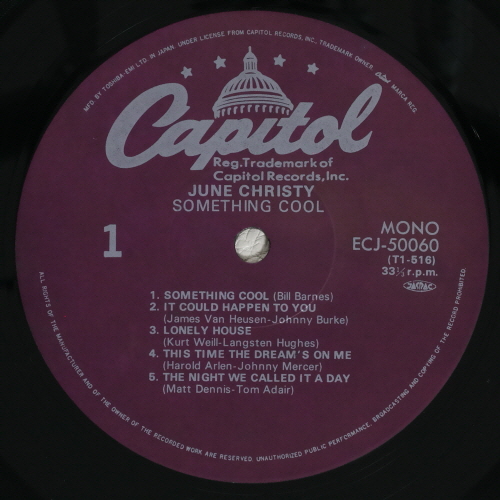 MFD BY TOSHIBA-EMI LTD. IN JAPAN. UNDER LICENSE FROM CAPITOL RECORDS, INC., TRADEMARK OWNER Capitol MARCA REG.
Capitol
Reg. Trademark of
Capitol Records, Inc.
JUNE CHRISTY
SOMETHING COOL
1
MONO
ECJ-50060
(T1-516)
33⅓ r.p.m.
1. SOMETHING COOL (Bill Barnes)
2. IT COULD HAPPEN TO YOU
(James Van Heusen-Johnny Burke)
3. LONELY HOUSE
(Kurt Weill-Langsten Hughes)
4. THIS TIME THE DREAM'S ON ME
(Harold Arlen-Johnny Mercer)
5. THE NIGHT WE CALLED IT A DAY
(Matt Dennis-Tom Adair)
ALL RIGHTS OF THE MANUFACTURER AND OF THE OWNER OF THE RECORDED WORK ARE RESERVED. UNAUTHORIZED PUBLIC PERFORMANCE, BROADCASTING AND COPYING OF THIS RECORD PROHIBITED.